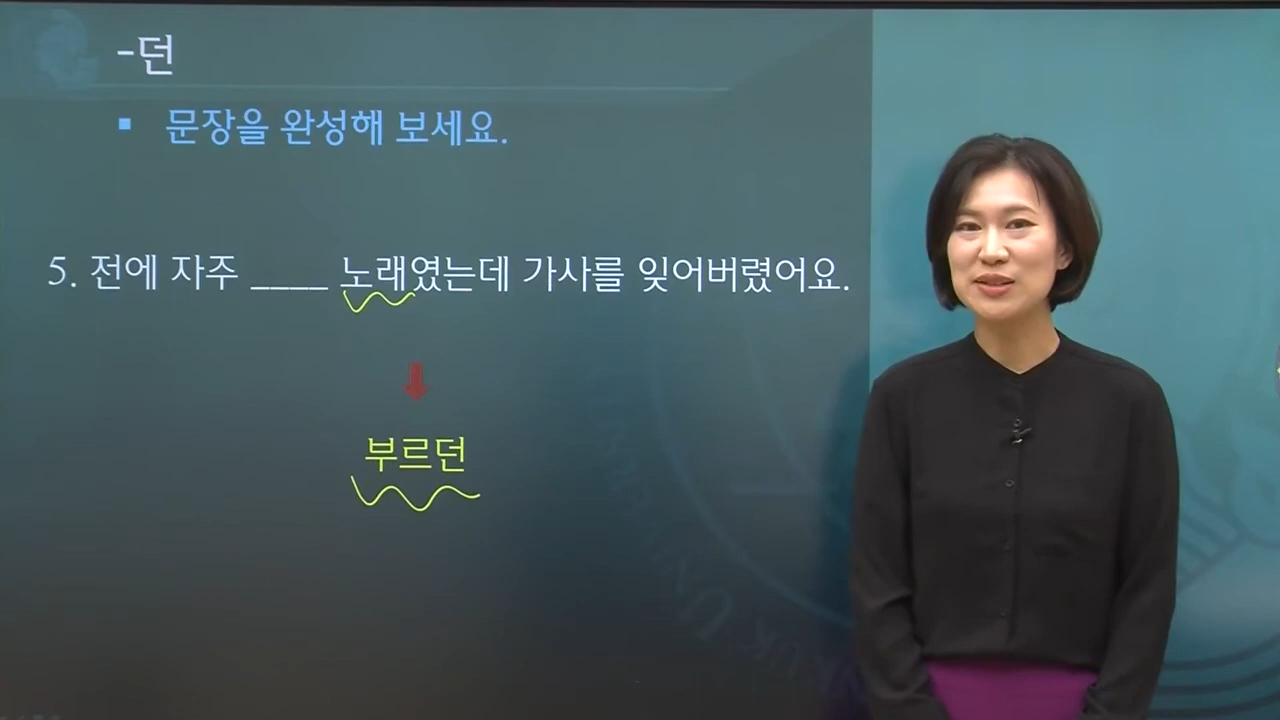 -던
▪ 문장을 완성해 보세요.
5. 전에 자주 ____ 노래였는데 가사를 잊어버렸어요.
부르던